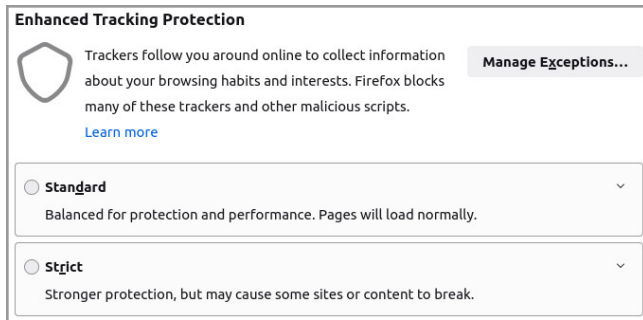 Enhanced Tracking Protection
Trackers follow you around online to collect information
about your browsing habits and interests. Firefox blocks
many of these trackers and other malicious scripts.
Learn more
Manage Exceptions...
Standard
Balanced for protection and performance. Pages will load normally.
Strict
Stronger protection, but may cause some sites or content to break.